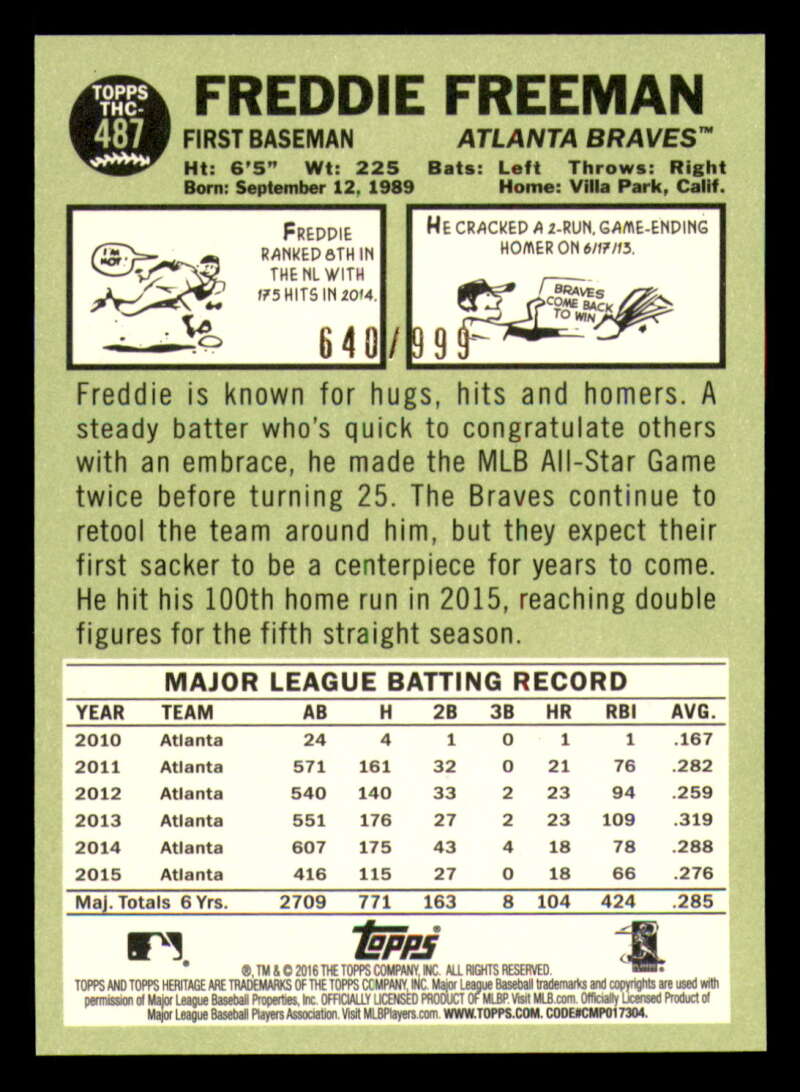 TOPPS
THC-
487
FREDDIE FREEMAN
FIRST BASEMAN ATLANTA BRAVES™
Ht: 6'5" Wt: 225 Bats: Left Throws: Right
Born: September 12, 1989 Home: Villa Park, Calif.
I'M
HOT!
FREDDIE
RANKED 8TH IN
THE NL WITH
175 HITS IN 2014.
HE CRACKED A 2-RUN, GAME-ENDING
HOMER ON 6/17/13.
BRAVES
COME BACK
TO WIN
640/999
Freddie is known for hugs, hits and homers. A
steady batter who's quick to congratulate others
with an embrace, he made the MLB All-Star Game
twice before turning 25. The Braves continue to
retool the team around him, but they expect their
first sacker to be a centerpiece for years to come.
He hit his 100th home run in 2015, reaching double
figures for the fifth straight season.
MAJOR LEAGUE BATTING RECORD
YEAR TEAM AB H 2B 3B HR RBI AVG.
2010 Atlanta 24 4 1 0 1 1 .167
2011 Atlanta 571 161 32 0 21 76 .282
2012 Atlanta 540 140 33 2 23 94 .259
2013 Atlanta 551 176 27 2 23 109 .319
2014 Atlanta 607 175 43 4 18 78 .288
2015 Atlanta 416 115 27 0 18 66 .276
Maj. Totals 6 Yrs. 2709 771 163 8 104 424 .285
Topps®
®, TM & © 2016 THE TOPPS COMPANY, INC. ALL RIGHTS RESERVED.
TOPPS AND TOPPS HERITAGE ARE TRADEMARKS OF THE TOPPS COMPANY, INC. Major League Baseball trademarks and copyrights are used with
permission of Major League Baseball Properties, Inc. OFFICIALLY LICENSED PRODUCT OF MLBP. Visit MLB.com. Officially Licensed Product of
Major League Baseball Players Association. Visit MLBPlayers.com. WWW.TOPPS.COM. CODE#CMP017304.